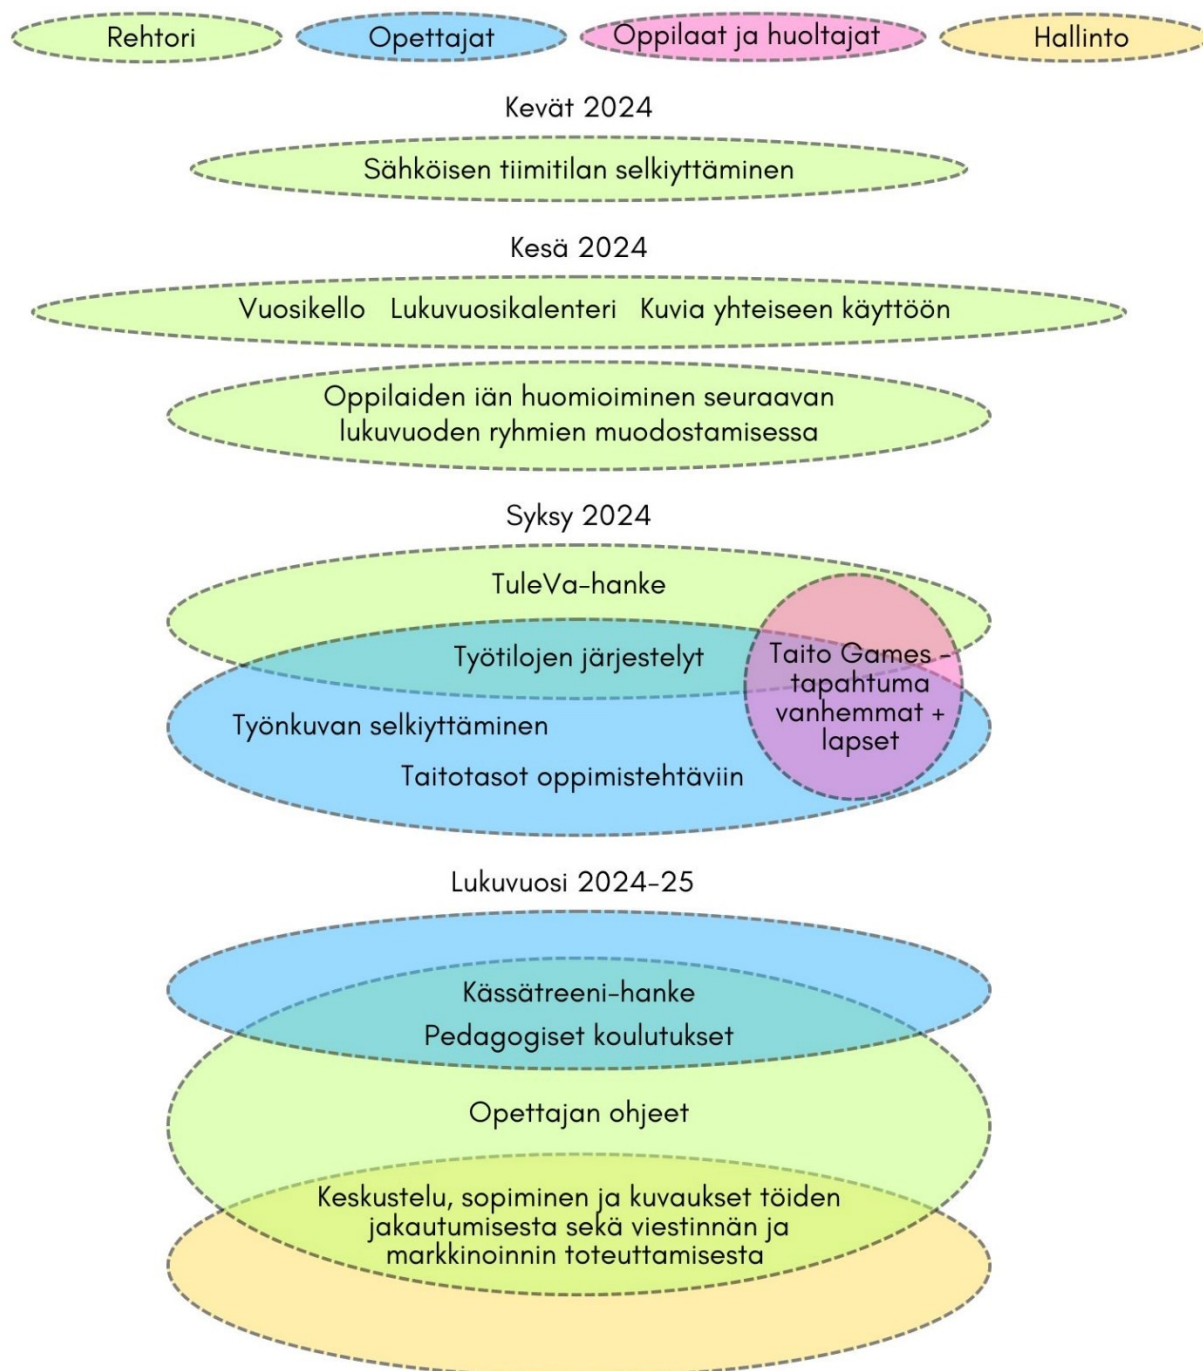 Rehtori
Opettajat
Oppilaat ja huoltajat
Hallinto
Kevät 2024
Sähköisen tiimitilan selkiyttäminen
Kesä 2024
Vuosikello Lukuvuosikalenteri Kuvia yhteiseen käyttöön
Oppilaiden iän huomioiminen seuraavan
lukuvuoden ryhmien muodostamisessa
Syksy 2024
TuleVa-hanke
Työtilojen järjestelyt
Työnkuvan selkiyttäminen
Taitotasot oppimistehtäviin
Taito Games -
tapahtuma
vanhemmat +
lapset
Lukuvuosi 2024-25
Kässätreeni-hanke
Pedagogiset koulutukset
Opettajan ohjeet
Keskustelu, sopiminen ja kuvaukset töiden
jakautumisesta sekä viestinnän ja
markkinoinnin toteuttamisesta